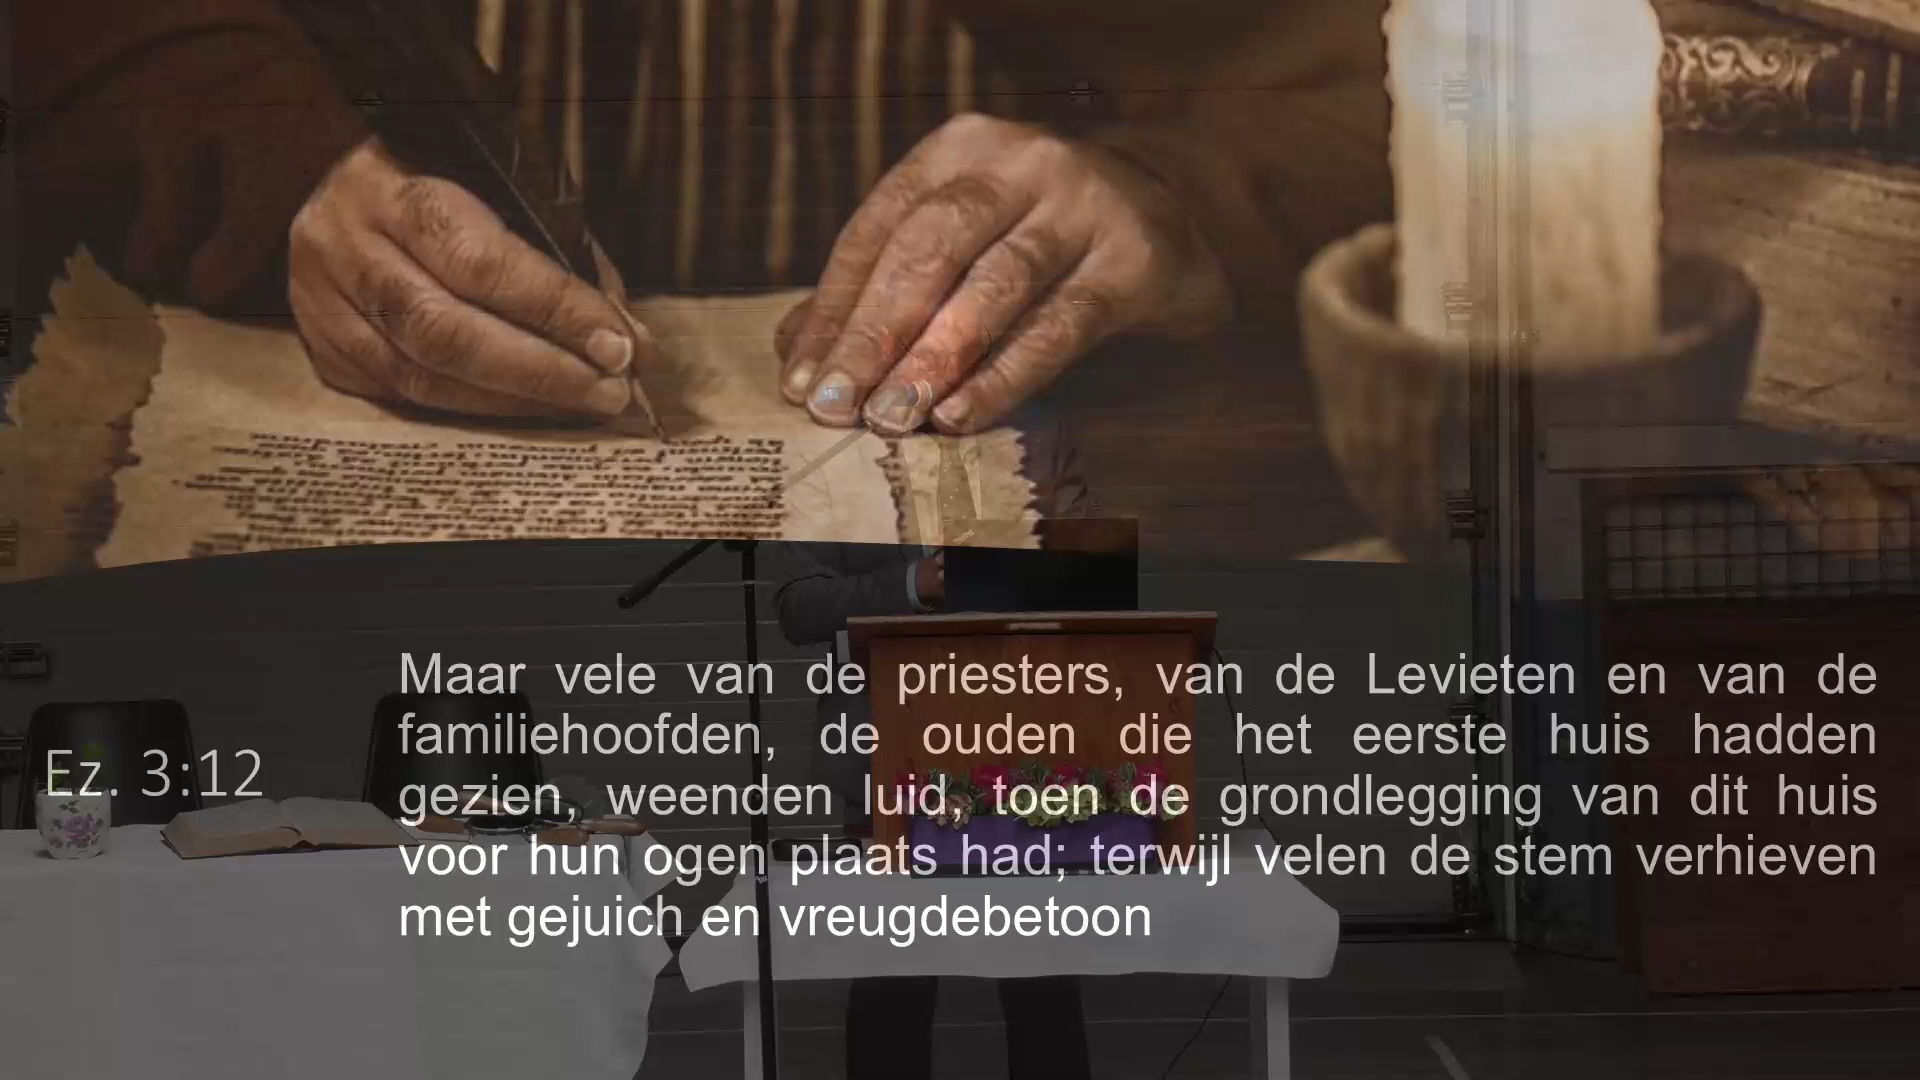 Ez. 3:12
Maar vele van de priesters, van de Levieten en van de
familiehoofden, de ouden die het eerste huis hadden
gezien, weenden luid, toen de grondlegging van dit huis
voor hun ogen plaats had; terwijl velen de stem verhieven
met gejuich en vreugdebetoon